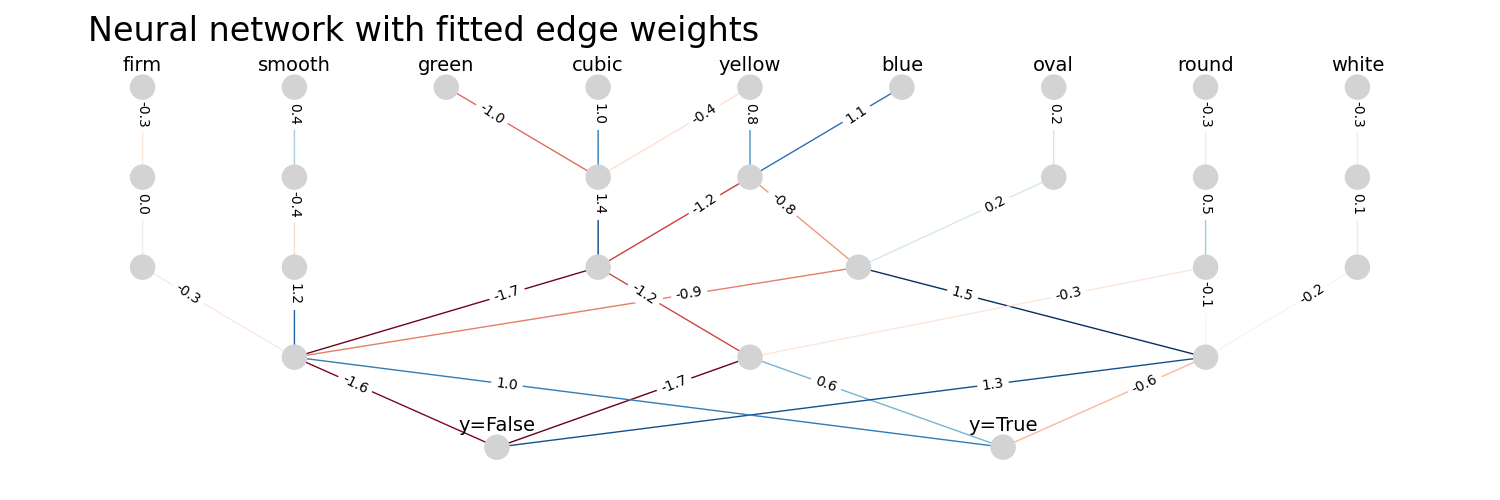 Neural network with fitted edge weights
firm smooth green cubic yellow blue oval round white
-0.3 0.4 -1.0 1.0 -0.4 0.8 1.1 0.2 -0.3 -0.3
0.0 -0.4 1.4 -1.2 -0.8 0.2 0.5 0.1
-0.3 1.2 -1.7 -1.2 -0.9 1.5 -0.3 -0.1 -0.2
-1.6 1.0 -1.7 0.6 1.3 -0.6
y=False y=True